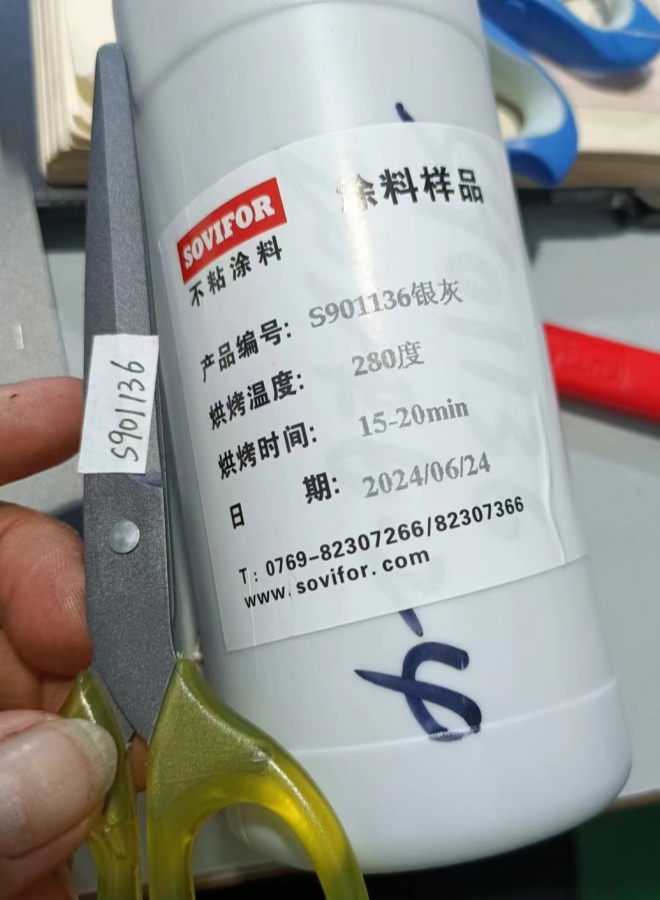 涂料样品
SOVIFOR
不粘涂料
产品编号: S901136银灰
烘烤温度: 280度
烘烤时间: 15-20min
日 期: 2024/06/24
T: 0769-82307266/82307366
www.sovifor.com
S901136